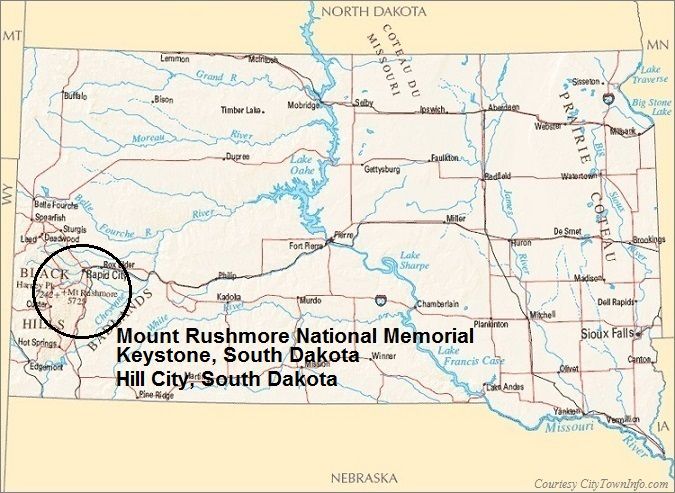 NORTH DAKOTA
MT
MN
Lemmon
McIntosh
Grand R
COTEAU DU
MISSOURI
Sisseton
Lake
Traverse
Buffalo
Bison
Timber Lake
Mobridge
Selby
Ipswich
Aberdeen
PRAIRIE COTEAU
Big Stone
Lake
Webster
Milbank
Moreau River
Dupree
Lake
Oahe
Gettysburg
Faulkton
Redfield
Watertown
Big Sioux River
James River
WY
Belle Fourche
Spearfish
Sturgis
Lead
Deadwood
Belle Fourche R River
Miller
Pierre
Fort Pierre
De Smet
Huron
Brookings
Lake
Sharpe
Box Elder
BLACK
Rapid City
Philip
Harney Pk
7242
Mt Rushmore
5725
Kadoka
Murdo
Chamberlain
Madison
Dell Rapids
Mitchell
Custer
HILLS
Cheyenne
BADLANDS
White River
Mount Rushmore National Memorial
Plankinton
Sioux Falls
Hot Springs
Keystone, South Dakota
Winner
Lake
Francis Case
Canton
Edgemont
Mission
Olivet
Hill City, South Dakota
Martin
Lake Andes
Pine Ridge
Yankton
Vermillion
Missouri River
IA
NEBRASKA
Courtesy CityTownInfo.com